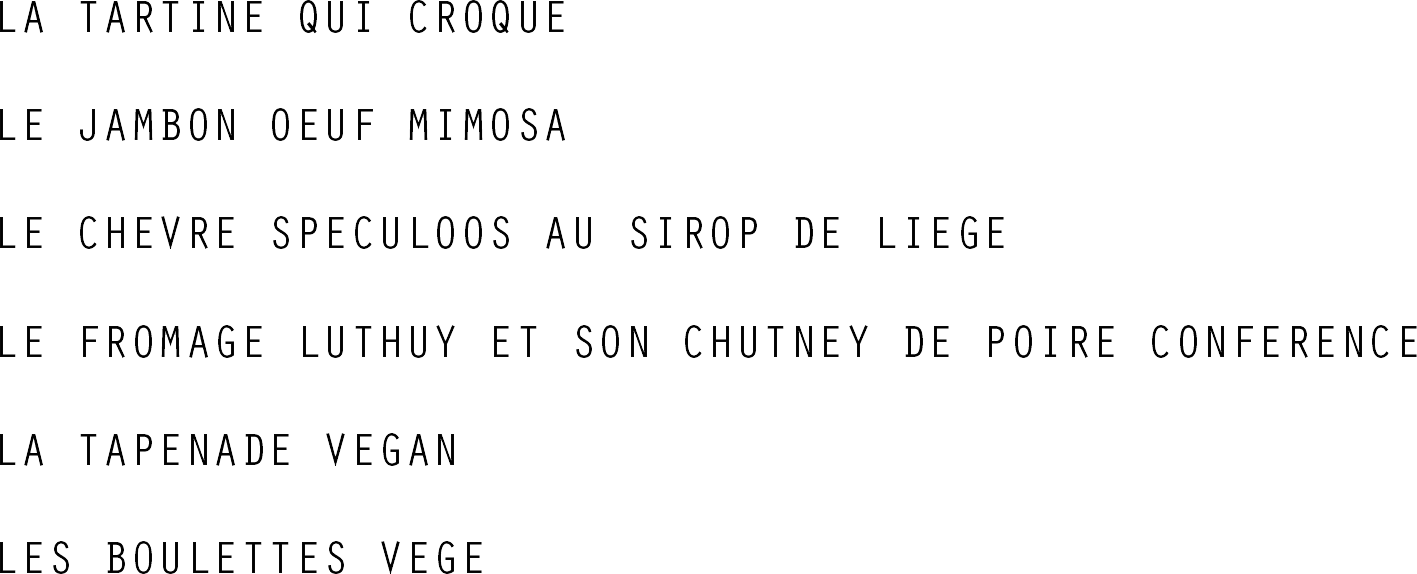 LA TARTINE QUI CROQUE
LE JAMBON OEUF MIMOSA
LE CHEVRE SPECULOOS AU SIROP DE LIEGE
LE FROMAGE LUTHUY ET SON CHUTNEY DE POIRE CONFERENCE
LA TAPENADE VEGAN
LES BOULETTES VEGE